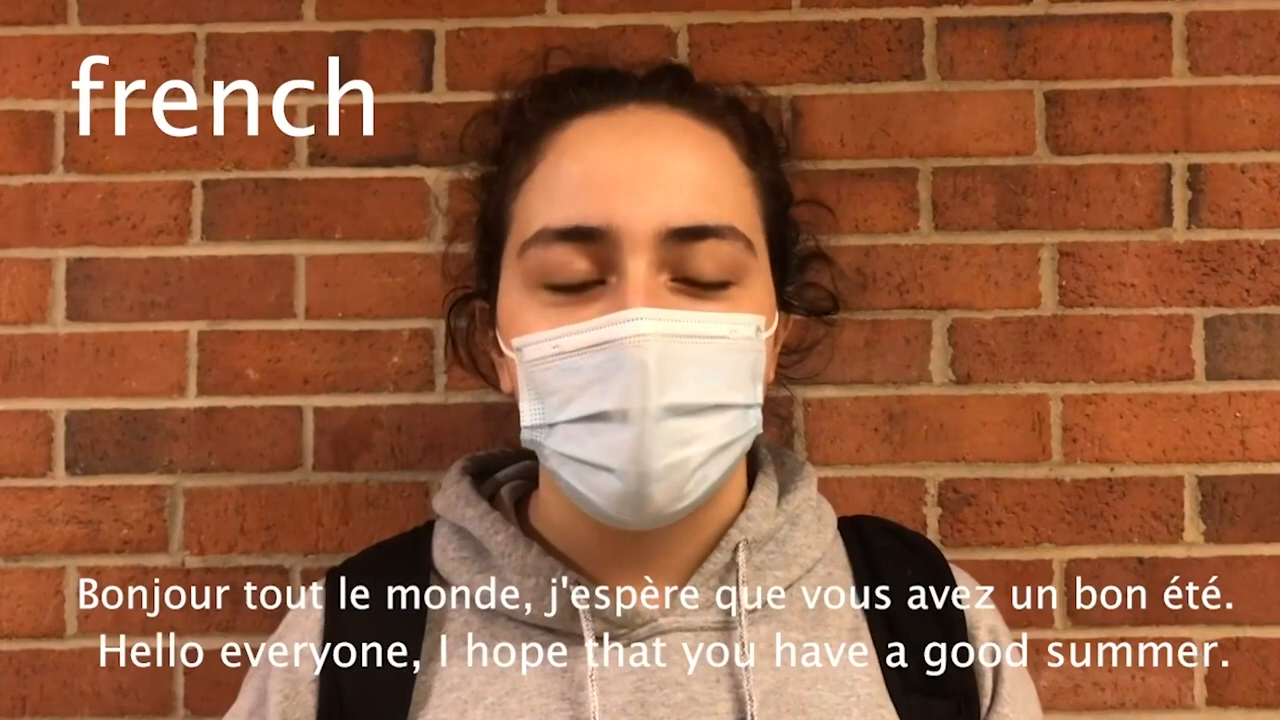 french
Bonjour tout le monde, j'espère que vous avez un bon été.
Hello everyone, I hope that you have a good summer.